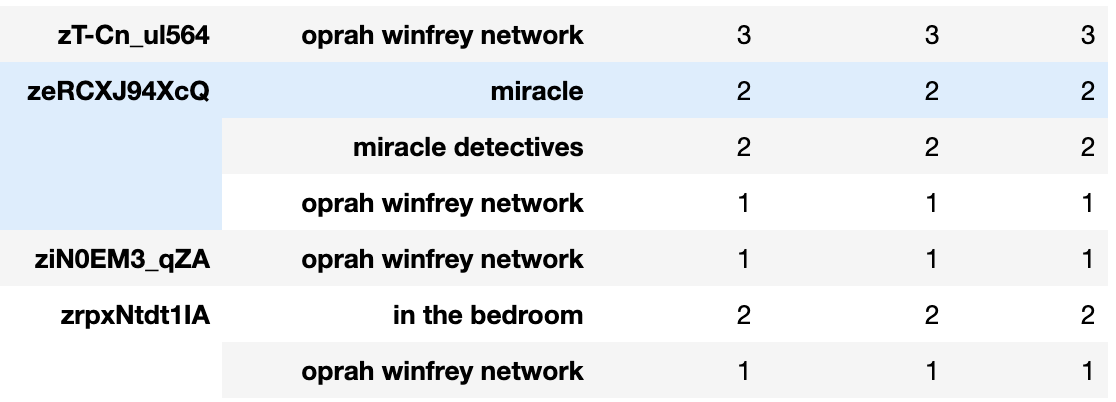 zT-Cn_ul564 oprah winfrey network 3 3 3
zeRCXJ94XcQ miracle 2 2 2
miracle detectives 2 2 2
oprah winfrey network 1 1 1
ziN0EM3_qZA oprah winfrey network 1 1 1
zrpxNtdt1IA in the bedroom 2 2 2
oprah winfrey network 1 1 1